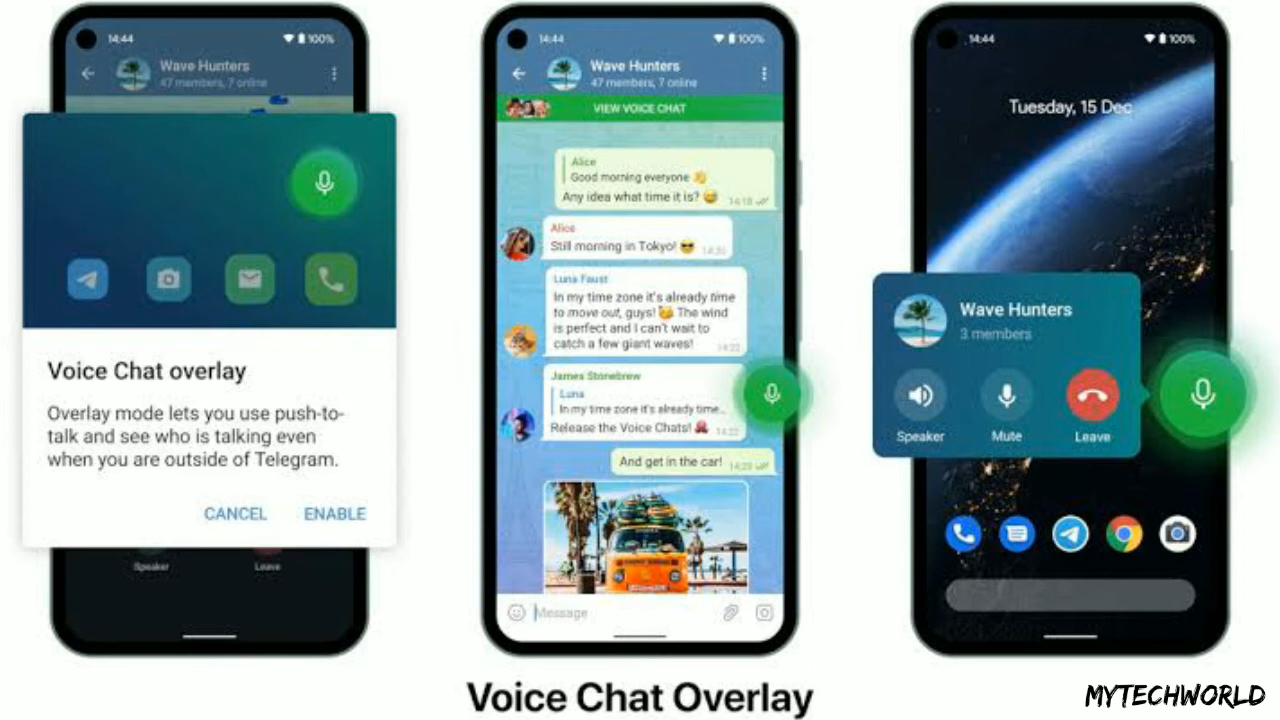 14:44
100%
Wave Hunters
47 members, 7 online
Voice Chat overlay
Overlay mode lets you use push-to-
talk and see who is talking even
when you are outside of Telegram.
CANCEL ENABLE
Speaker Leave
14:44
100%
Wave Hunters
47 members, 7 online
VIEW VOICE CHAT
Alice
Good morning everyone 👋
Any idea what time it is? 😅 14:18
Alice
Still morning in Tokyo! 😎 14:20
Luna Faust
In my time zone it's already time
to move out, guys! 🥳 The wind
is perfect and I can't wait to
catch a few giant waves! 14:22
James Stonebrew
Luna
In my time zone it's already time...
Release the Voice Chats! 🐙 14:22
And get in the car! 14:23
Message
14:44
100%
Tuesday, 15 Dec
Wave Hunters
3 members
Speaker Mute Leave
Voice Chat Overlay
MYTECHWORLD